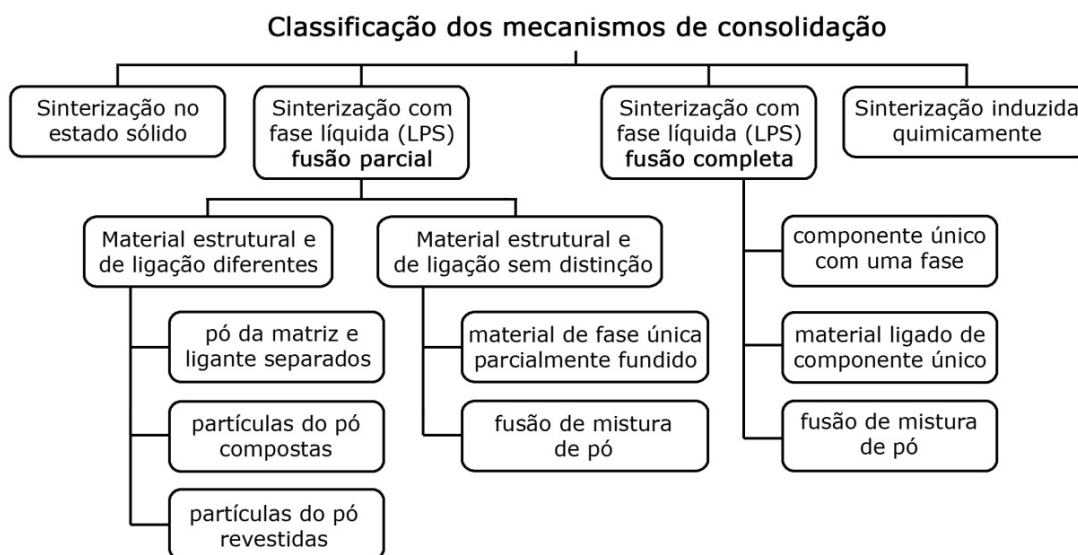 Classificação dos mecanismos de consolidação
Sinterização no
estado sólido
Sinterização com
fase líquida (LPS)
fusão parcial
Sinterização com
fase líquida (LPS)
fusão completa
Sinterização induzida
quimicamente
Material estrutural e
de ligação diferentes
Material estrutural e
de ligação sem distinção
componente único
com uma fase
pó da matriz e
ligante separados
material de fase única
parcialmente fundido
material ligado de
componente único
partículas do pó
compostas
fusão de mistura
de pó
fusão de mistura
de pó
partículas do pó
revestidas